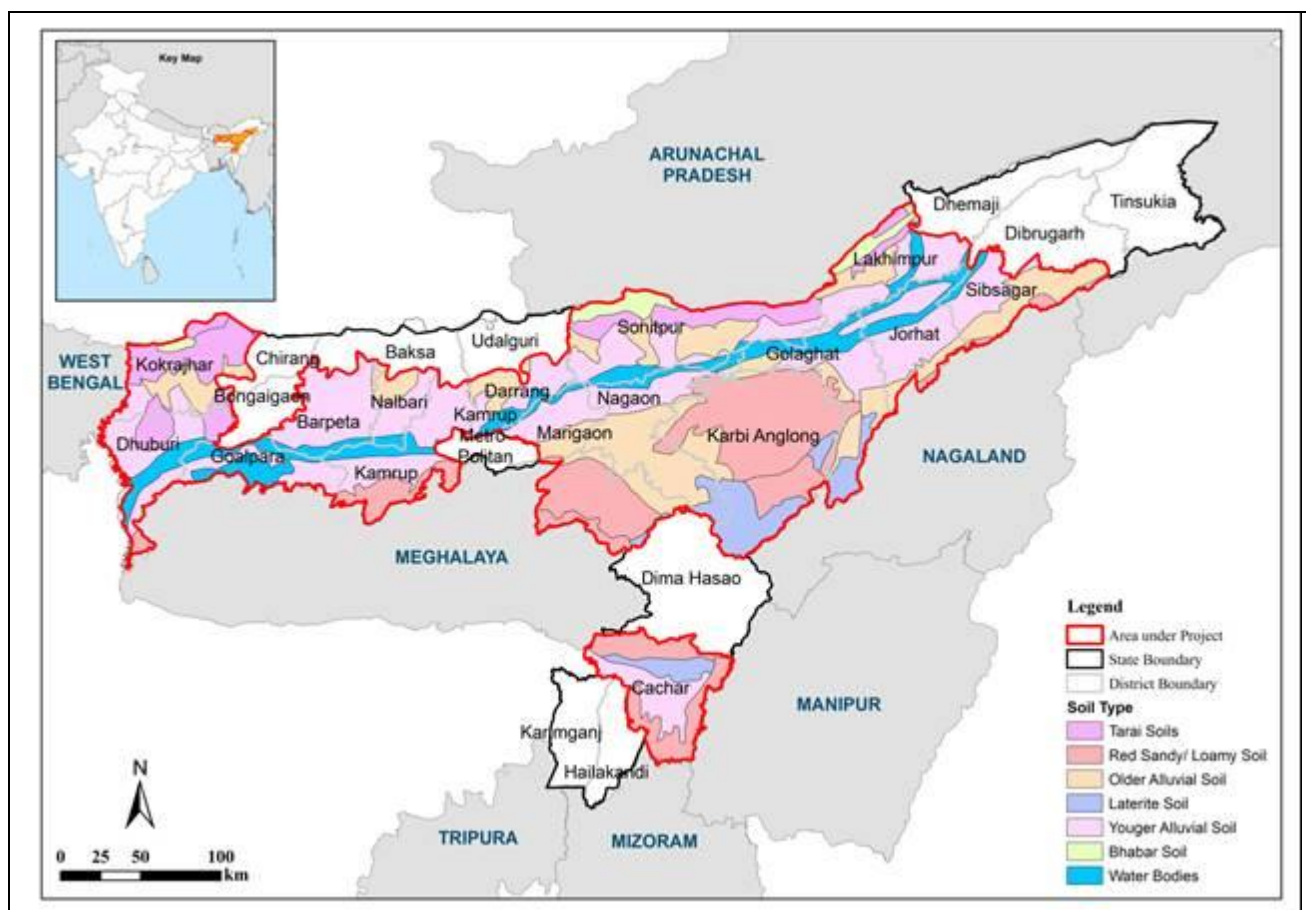 Key Map
ARUNACHAL
PRADESH
Dhemaji
Tinsukia
Dibrugarh
Lakhimpur
Sibsagar
WEST
BENGAL
Kokrajhar
Chirang
Baksa
Udalguri
Sonitpur
Golaghat
Jorhat
Bongaigaon
Nalbari
Darrang
Barpeta
Kamrup
Nagaon
Dhuburi
Metro
Politan
Marigaon
Karbi Anglong
Goalpara
Kamrup
NAGALAND
MEGHALAYA
Dima Hasao
Cachar
MANIPUR
Karimganj
Hailakandi
TRIPURA
MIZORAM
N
0 25 50 100
km
Legend
Area under Project
State Boundary
District Boundary
Soil Type
Tarai Soils
Red Sandy/ Loamy Soil
Older Alluvial Soil
Laterite Soil
Youger Alluvial Soil
Bhabar Soil
Water Bodies